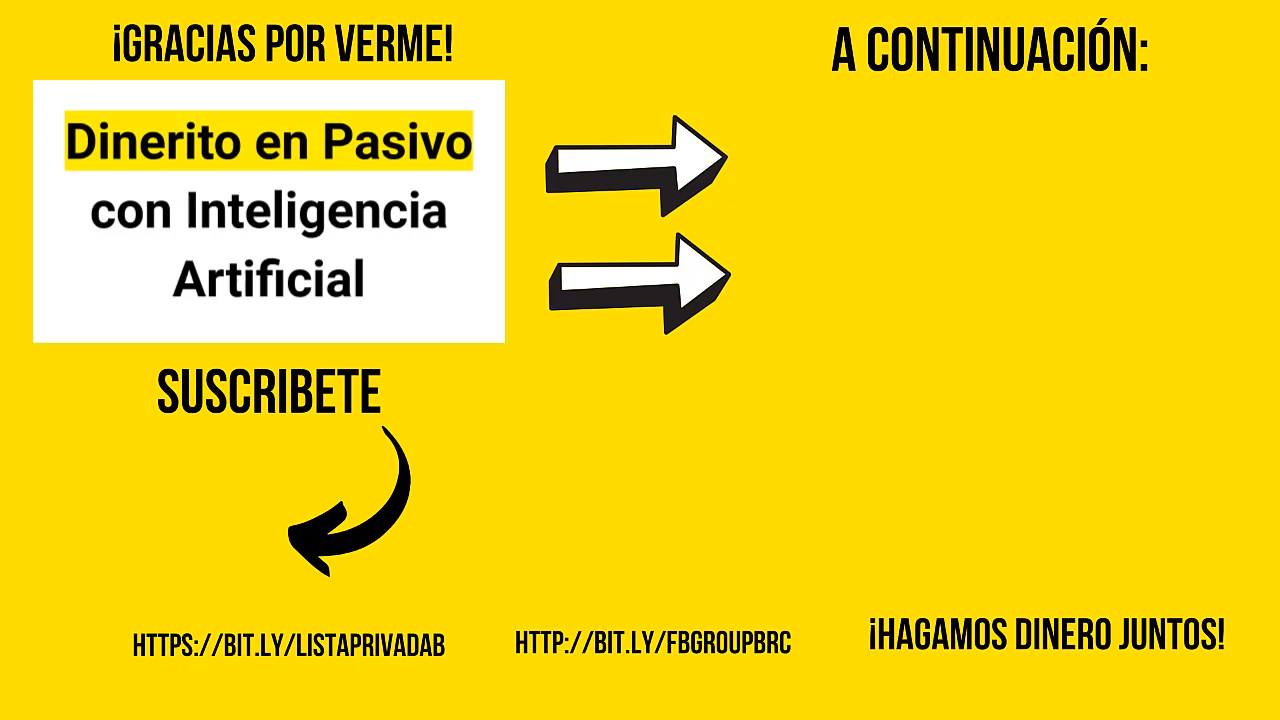 ¡GRACIAS POR VERME!
A CONTINUACIÓN:
Dinerito en Pasivo
con Inteligencia
Artificial
SUSCRIBETE
HTTPS://BIT.LY/LISTAPRIVADAB
HTTP://BIT.LY/FBGROUPBRC
¡HAGAMOS DINERO JUNTOS!